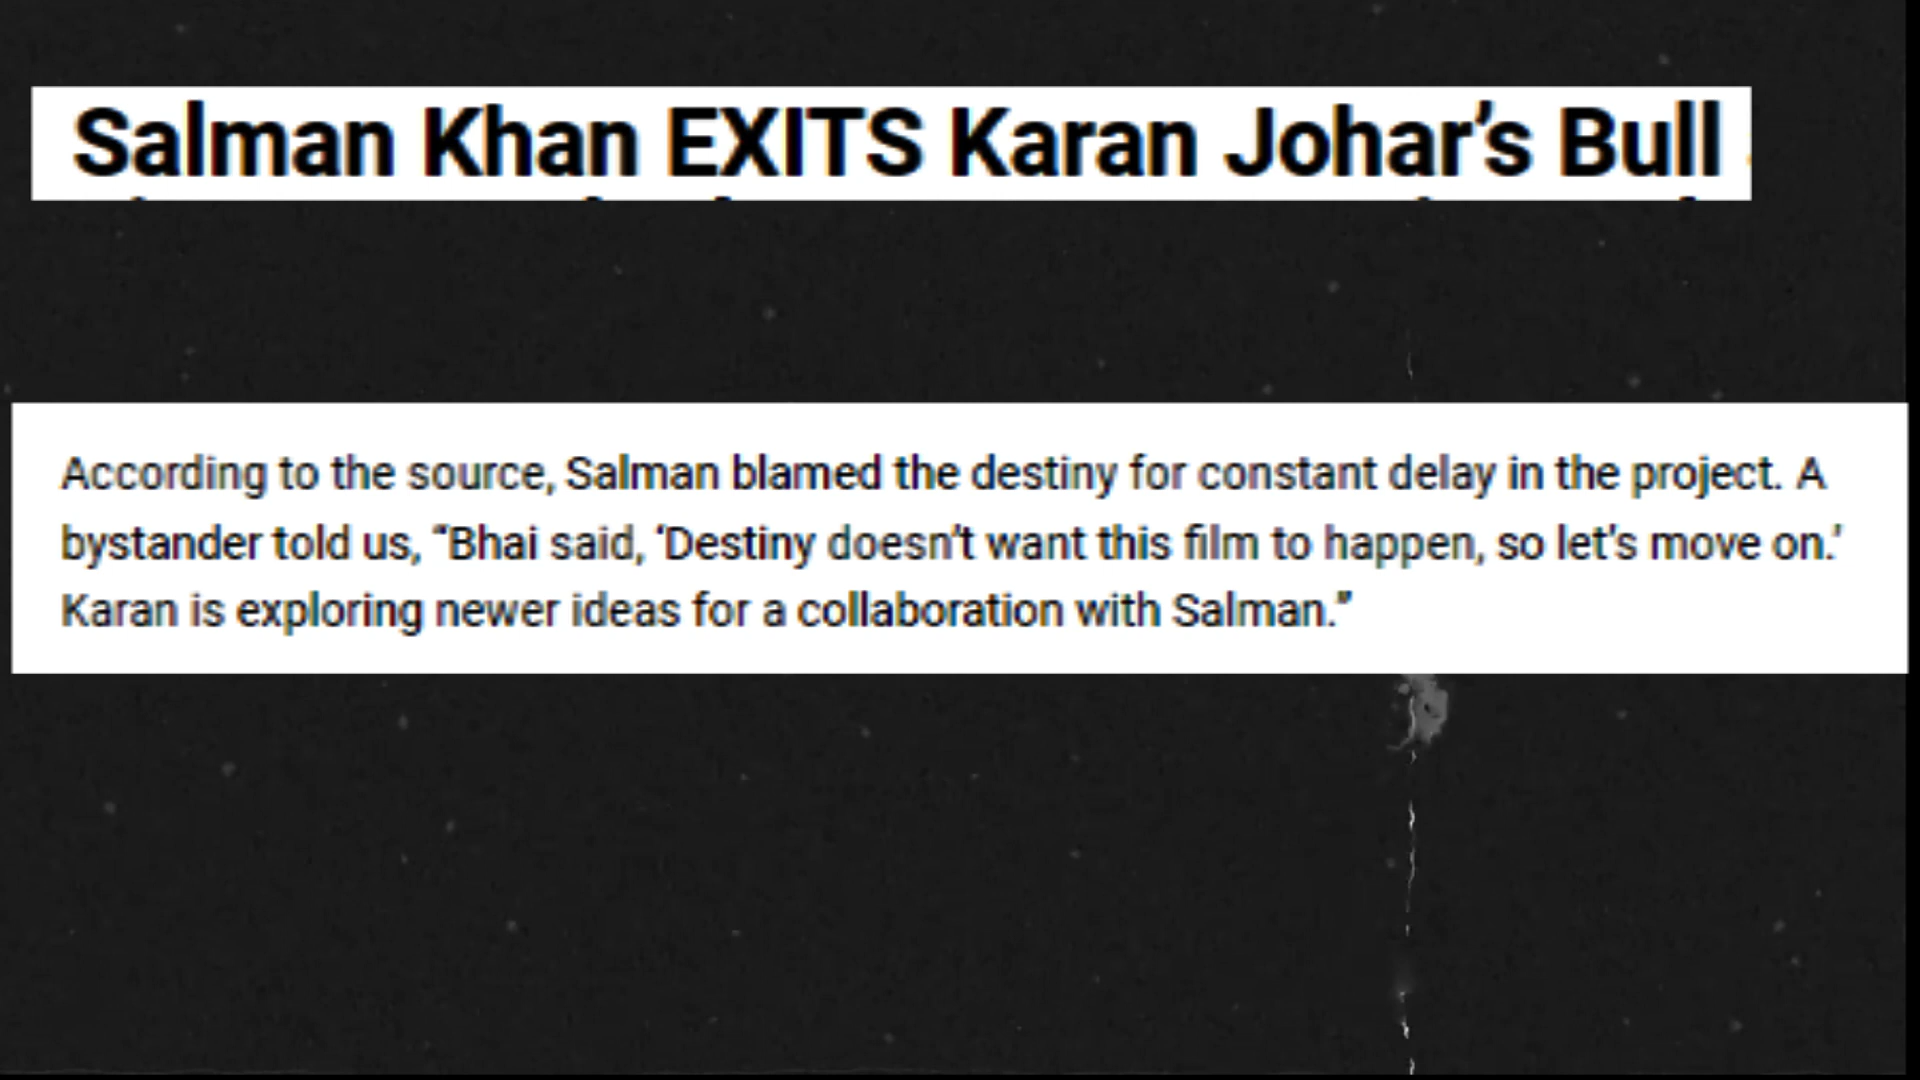 Salman Khan EXITS Karan Johar’s Bull
According to the source, Salman blamed the destiny for constant delay in the project. A
bystander told us, “Bhai said, ‘Destiny doesn’t want this film to happen, so let’s move on.’
Karan is exploring newer ideas for a collaboration with Salman.”